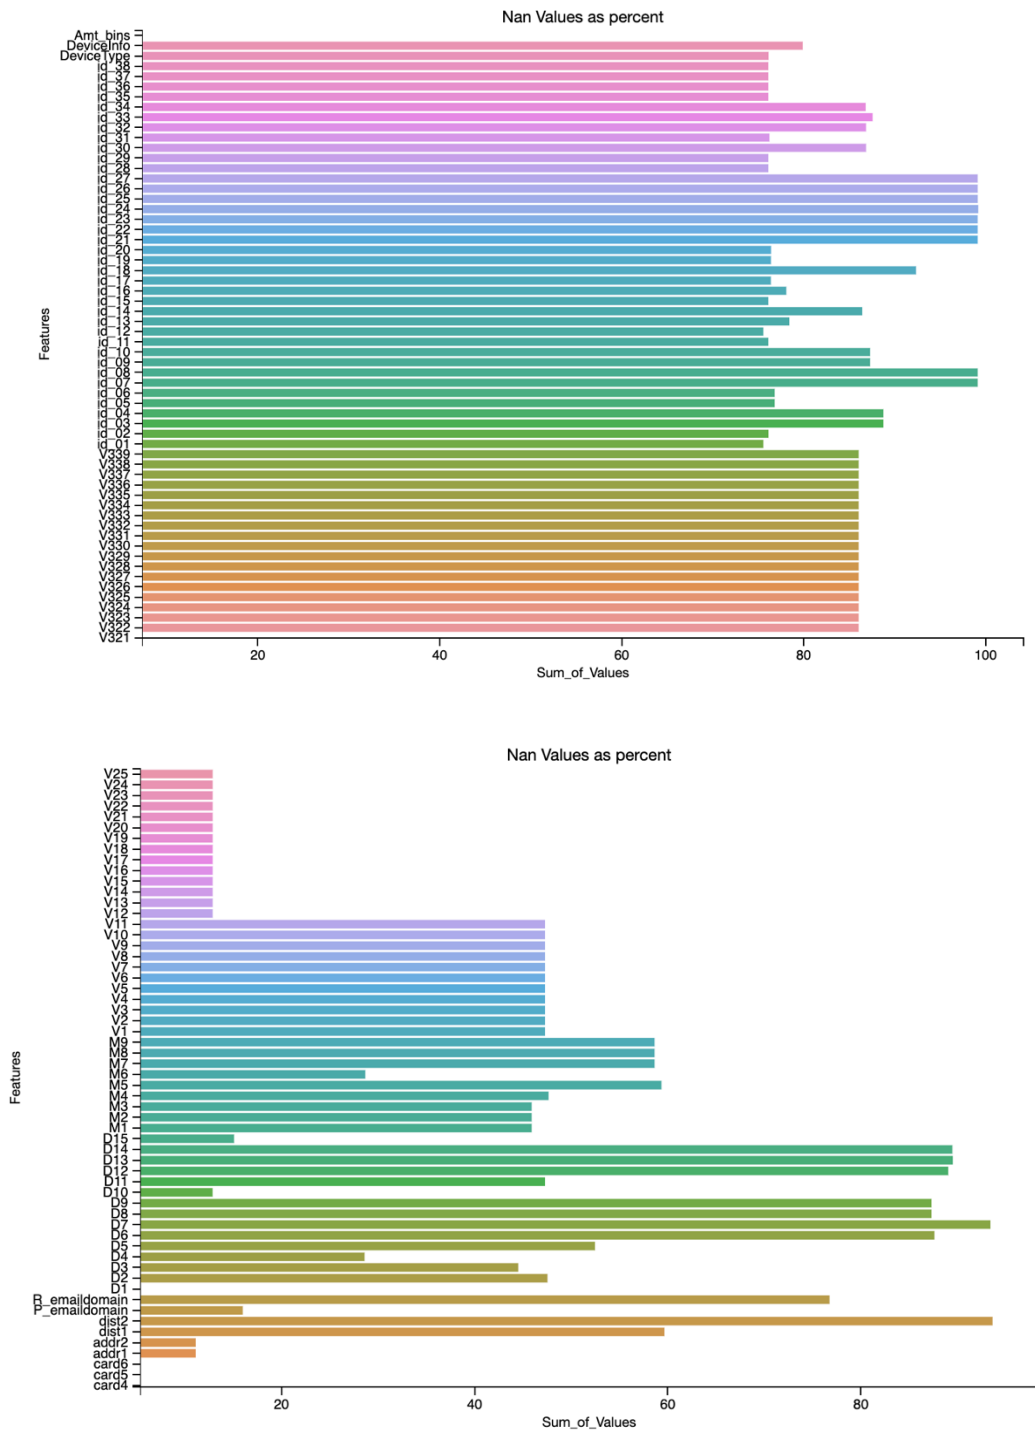 Nan Values as percent
Amt_bins
DeviceInfo
DeviceType
id_38
id_37
id_36
id_35
id_34
id_33
id_32
id_31
id_30
id_29
id_28
id_27
id_26
id_25
id_24
id_23
id_22
id_21
id_20
id_19
id_18
id_17
id_16
id_15
id_14
id_13
id_12
id_11
id_10
id_09
id_08
id_07
id_06
id_05
id_04
id_03
id_02
id_01
V339
V338
V337
V336
V335
V334
V333
V332
V331
V330
V329
V328
V327
V326
V325
V324
V323
V322
V321
Features
20 40 60 80 100
Sum_of_Values
Nan Values as percent
V25
V24
V23
V22
V21
V20
V19
V18
V17
V16
V15
V14
V13
V12
V11
V10
V9
V8
V7
V6
V5
V4
V3
V2
V1
M9
M8
M7
M6
M5
M4
M3
M2
M1
D15
D14
D13
D12
D11
D10
D9
D8
D7
D6
D5
D4
D3
D2
D1
R_emaildomain
P_emaildomain
dist2
dist1
addr2
addr1
card6
card5
card4
Features
20 40 60 80
Sum_of_Values